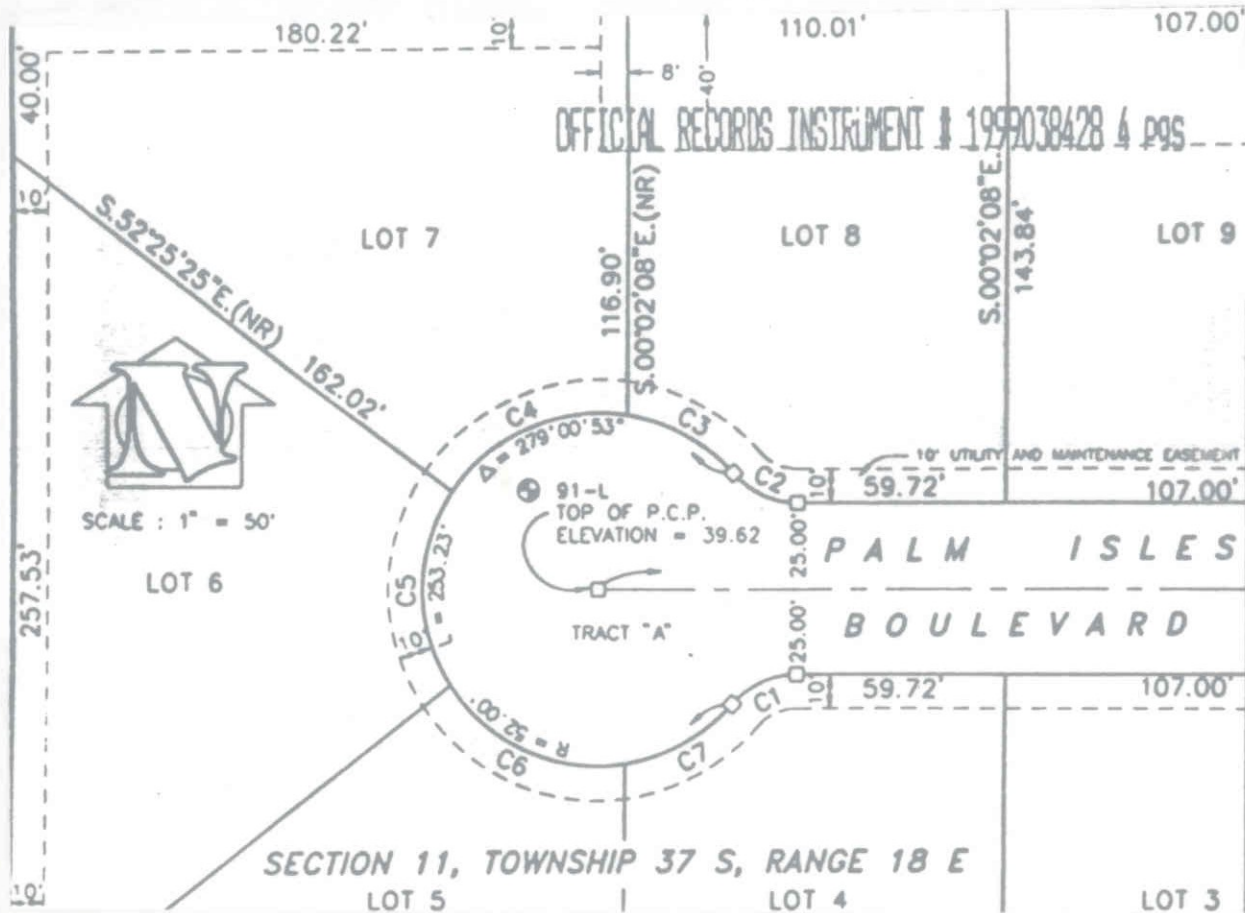 180.22'
10'
110.01'
107.00'
8'
40'
40.00'
OFFICIAL RECORDS INSTRUMENT # 1999038428 4 pgs
10'
S.52°25'25"E.(NR)
162.02'
LOT 7
116.90'
S.00°02'08"E.(NR)
LOT 8
S.00°02'08"E.
143.84'
LOT 9
N
SCALE : 1" = 50'
C4
Δ = 279°00'53"
C3
C2
10' UTILITY AND MAINTENANCE EASEMENT
10'
59.72'
107.00'
91-L
TOP OF P.C.P.
ELEVATION = 39.62
25.00'
PALM ISLES
257.53'
LOT 6
C5
L = 253.23'
10'
TRACT "A"
25.00'
BOULEVARD
R = 52.00'
C6
C7
C1
10'
59.72'
107.00'
SECTION 11, TOWNSHIP 37 S, RANGE 18 E
10'
LOT 5
LOT 4
LOT 3